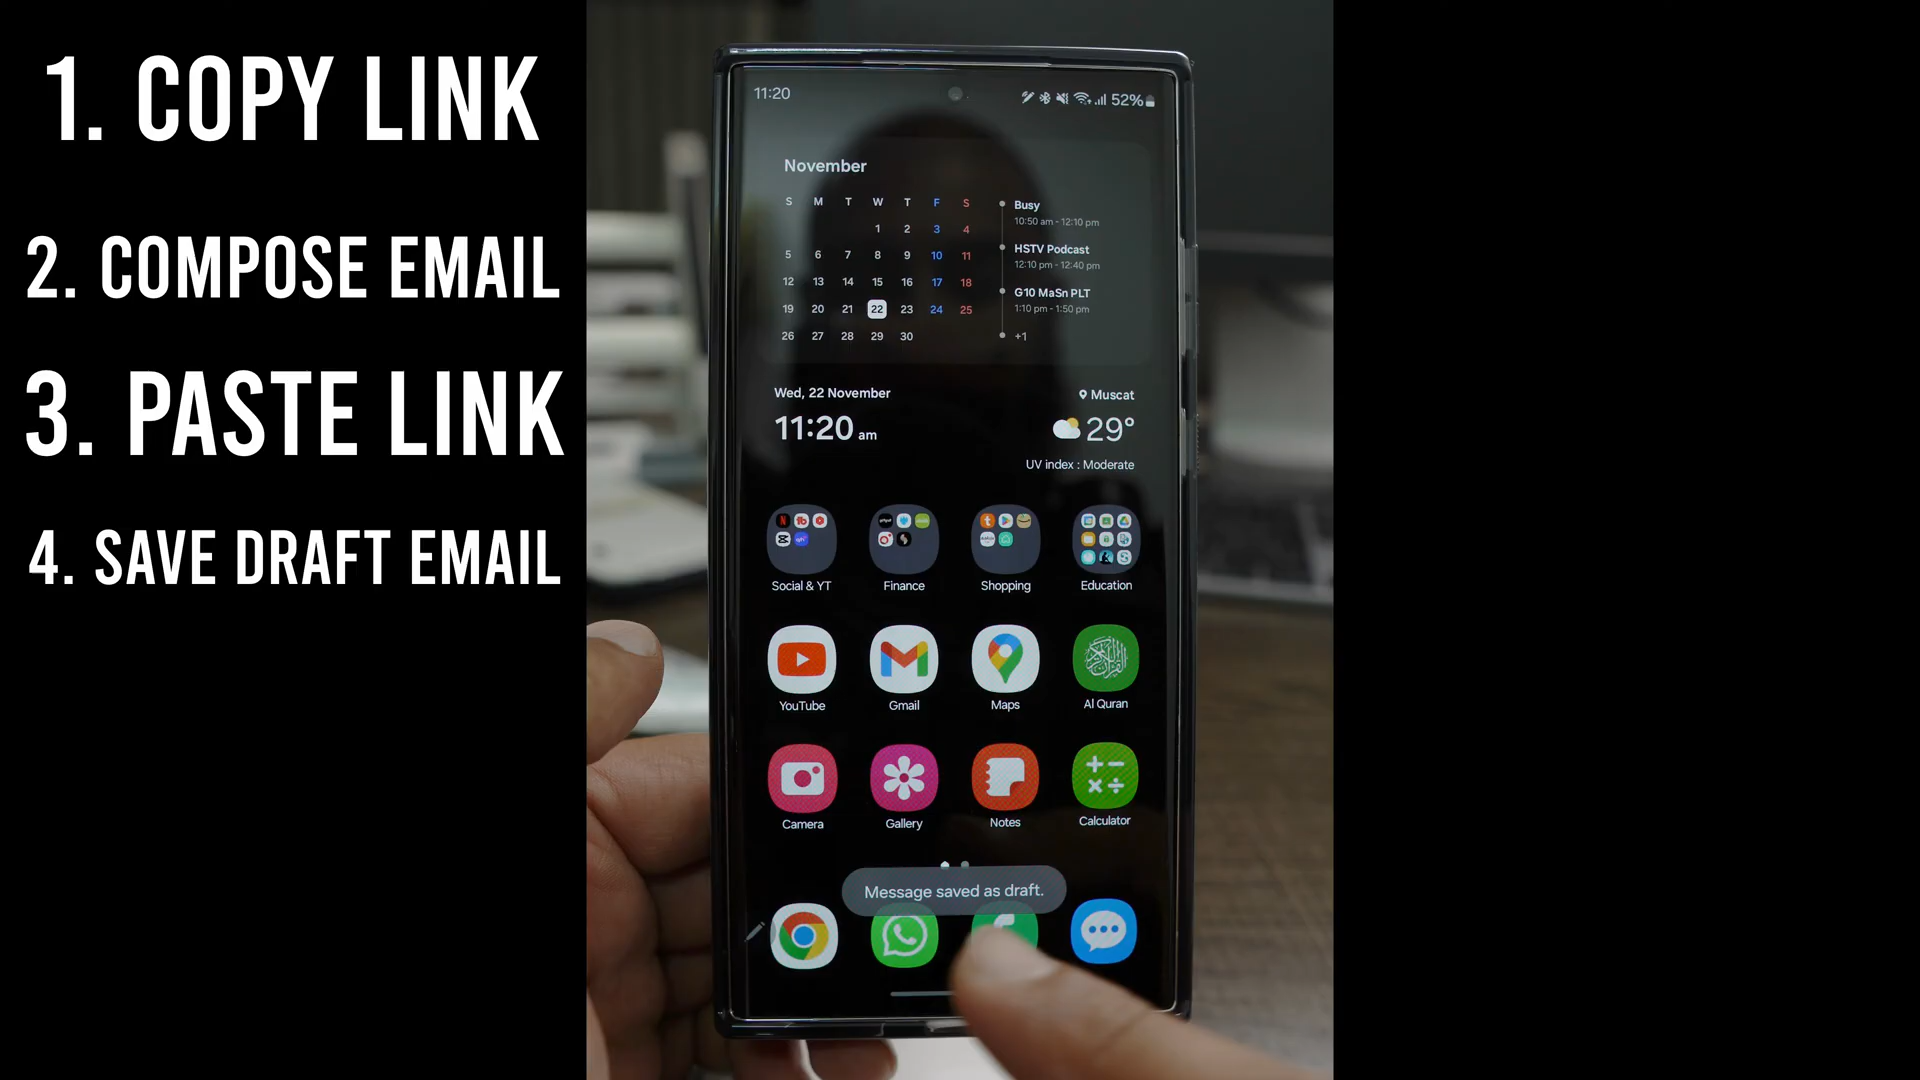 1. COPY LINK
2. COMPOSE EMAIL
3. PASTE LINK
4. SAVE DRAFT EMAIL
11:20
52%
November
S M T W T F S
1 2 3 4
5 6 7 8 9 10 11
12 13 14 15 16 17 18
19 20 21 22 23 24 25
26 27 28 29 30
Busy
10:50 am - 12:10 pm
HSTV Podcast
12:10 pm - 12:40 pm
G10 MaSn PLT
1:10 pm - 1:50 pm
+1
Wed, 22 November
11:20 am
Muscat
29°
UV index : Moderate
Social & YT
Finance
Shopping
Education
YouTube
Gmail
Maps
Al Quran
Camera
Gallery
Notes
Calculator
Message saved as draft.